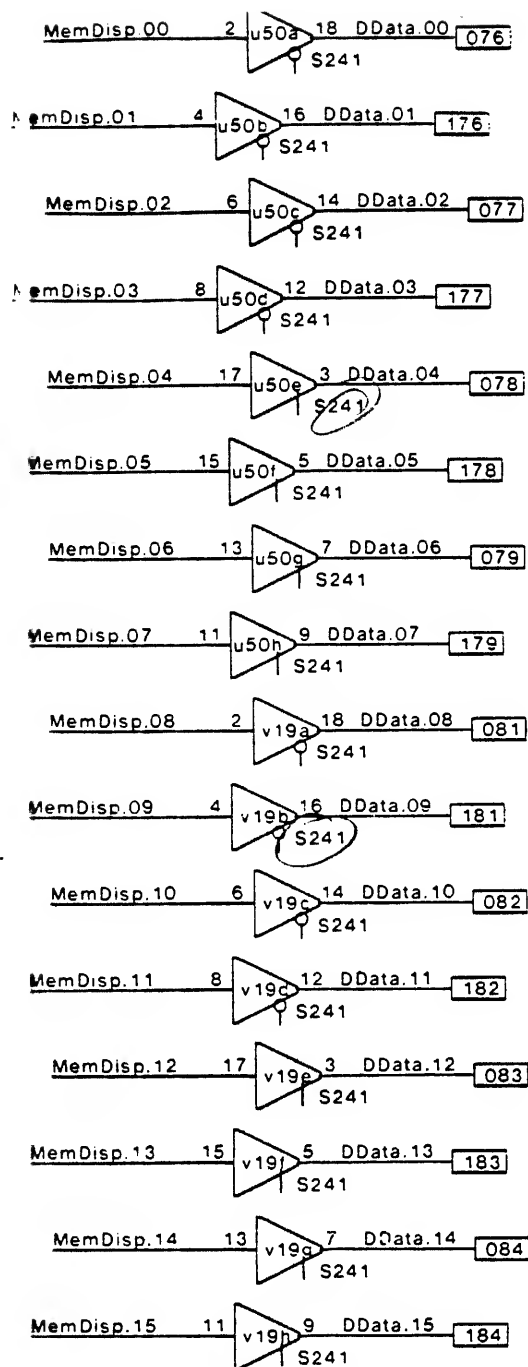 MemDisp.00 2 u50a 18 DData.00 076
S241
MemDisp.01 4 u50b 16 DData.01 176
S241
MemDisp.02 6 u50c 14 DData.02 077
S241
MemDisp.03 8 u50d 12 DData.03 177
S241
MemDisp.04 17 u50e 3 DData.04 078
S241
MemDisp.05 15 u50f 5 DData.05 178
S241
MemDisp.06 13 u50g 7 DData.06 079
S241
MemDisp.07 11 u50h 9 DData.07 179
S241
MemDisp.08 2 v19a 18 DData.08 081
S241
MemDisp.09 4 v19b 16 DData.09 181
S241
MemDisp.10 6 v19c 14 DData.10 082
S241
MemDisp.11 8 v19d 12 DData.11 182
S241
MemDisp.12 17 v19e 3 DData.12 083
S241
MemDisp.13 15 v19f 5 DData.13 183
S241
MemDisp.14 13 v19g 7 DData.14 084
S241
MemDisp.15 11 v19h 9 DData.15 184
S241